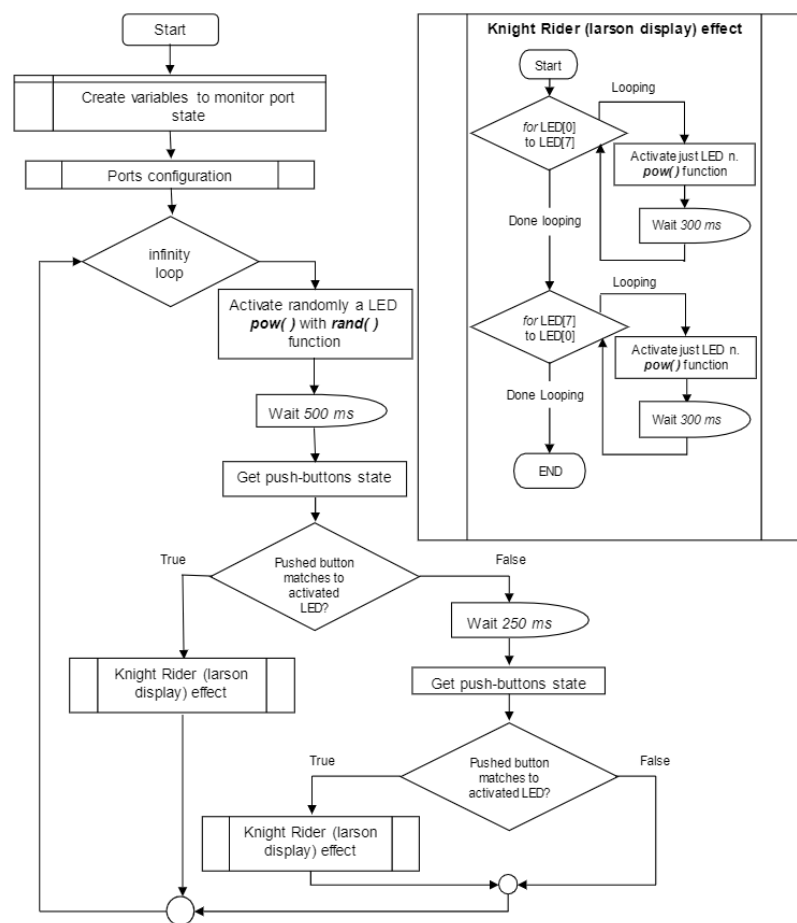 Start
Create variables to monitor port
state
Ports configuration
infinity
loop
Activate randomly a LED
pow( ) with rand( )
function
Wait 500 ms
Get push-buttons state
True
False
Pushed button
matches to
activated
LED?
Knight Rider (larson
display) effect
Wait 250 ms
Get push-buttons state
True
False
Pushed button
matches to
activated LED?
Knight Rider (larson
display) effect
Knight Rider (larson display) effect
Start
Looping
for LED[0]
to LED[7]
Activate just LED n.
pow() function
Wait 300 ms
Done looping
Looping
for LED[7]
to LED[0]
Activate just LED n.
pow() function
Wait 300 ms
Done Looping
END